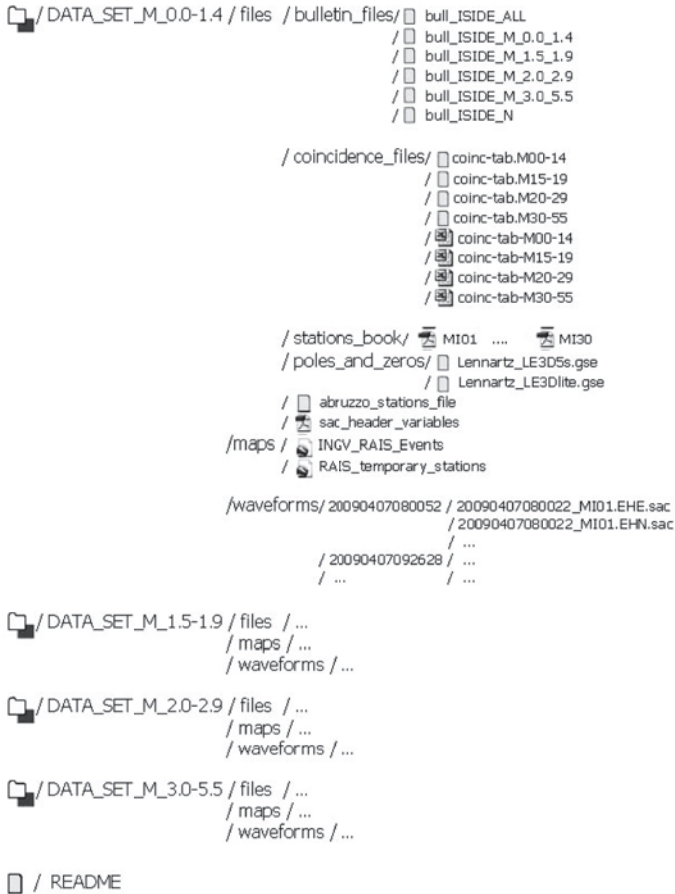 / DATA_SET_M_0.0-1.4 / files / bulletin_files/ bull_ISIDE_ALL
/ bull_ISIDE_M_0.0_1.4
/ bull_ISIDE_M_1.5_1.9
/ bull_ISIDE_M_2.0_2.9
/ bull_ISIDE_M_3.0_5.5
/ bull_ISIDE_N
/ coincidence_files/ coinc-tab.M00-14
/ coinc-tab.M15-19
/ coinc-tab.M20-29
/ coinc-tab.M30-55
/ coinc-tab-M00-14
/ coinc-tab-M15-19
/ coinc-tab-M20-29
/ coinc-tab-M30-55
/ stations_book/ MI01 .... MI30
/ poles_and_zeros/ Lennartz_LE3D5s.gse
/ Lennartz_LE3Dlite.gse
/ abruzzo_stations_file
/ sac_header_variables
/maps / INGV_RAIS_Events
/ RAIS_temporary_stations
/waveforms/ 20090407080052 / 20090407080022_MI01.EHE.sac
/ 20090407080022_MI01.EHN.sac
/ ...
/ 20090407092628 / ...
/ ... / ...
/ DATA_SET_M_1.5-1.9 / files / ...
/ maps / ...
/ waveforms / ...
/ DATA_SET_M_2.0-2.9 / files / ...
/ maps / ...
/ waveforms / ...
/ DATA_SET_M_3.0-5.5 / files / ...
/ maps / ...
/ waveforms / ...
/ README